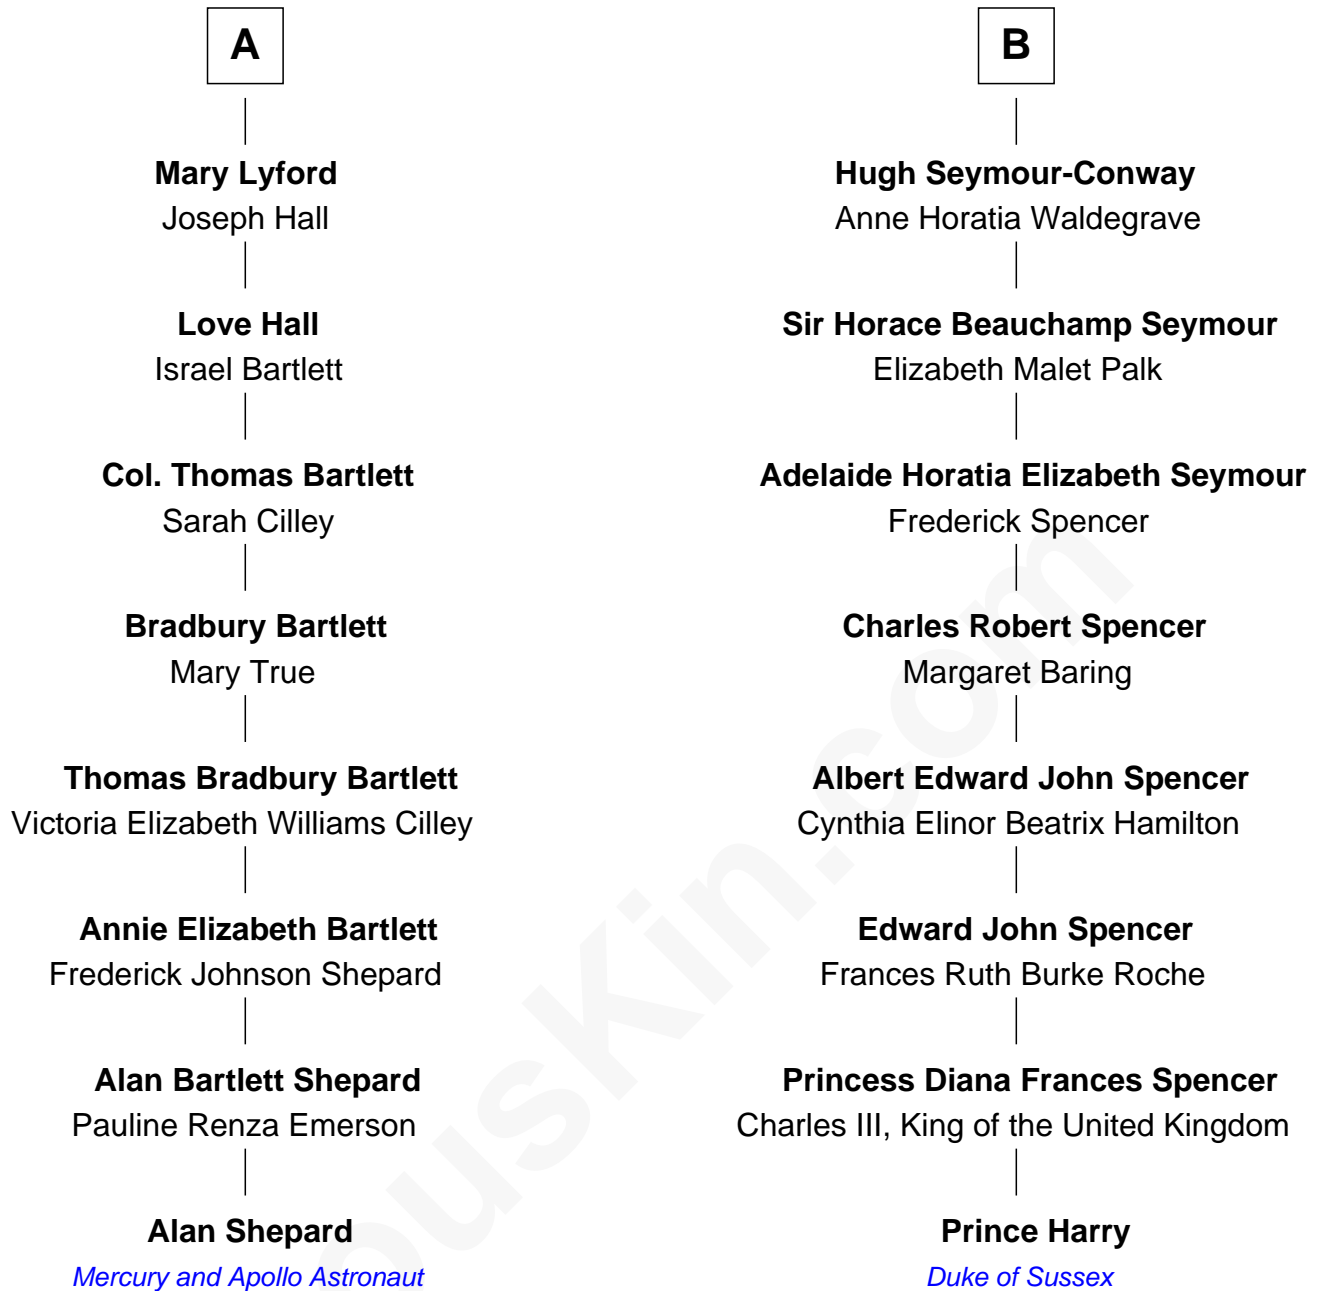 A
Mary Lyford
Joseph Hall
Love Hall
Israel Bartlett
Col. Thomas Bartlett
Sarah Cilley
Bradbury Bartlett
Mary True
Thomas Bradbury Bartlett
Victoria Elizabeth Williams Cilley
Annie Elizabeth Bartlett
Frederick Johnson Shepard
Alan Bartlett Shepard
Pauline Renza Emerson
Alan Shepard
Mercury and Apollo Astronaut
B
Hugh Seymour-Conway
Anne Horatia Waldegrave
Sir Horace Beauchamp Seymour
Elizabeth Malet Palk
Adelaide Horatia Elizabeth Seymour
Frederick Spencer
Charles Robert Spencer
Margaret Baring
Albert Edward John Spencer
Cynthia Elinor Beatrix Hamilton
Edward John Spencer
Frances Ruth Burke Roche
Princess Diana Frances Spencer
Charles III, King of the United Kingdom
Prince Harry
Duke of Sussex